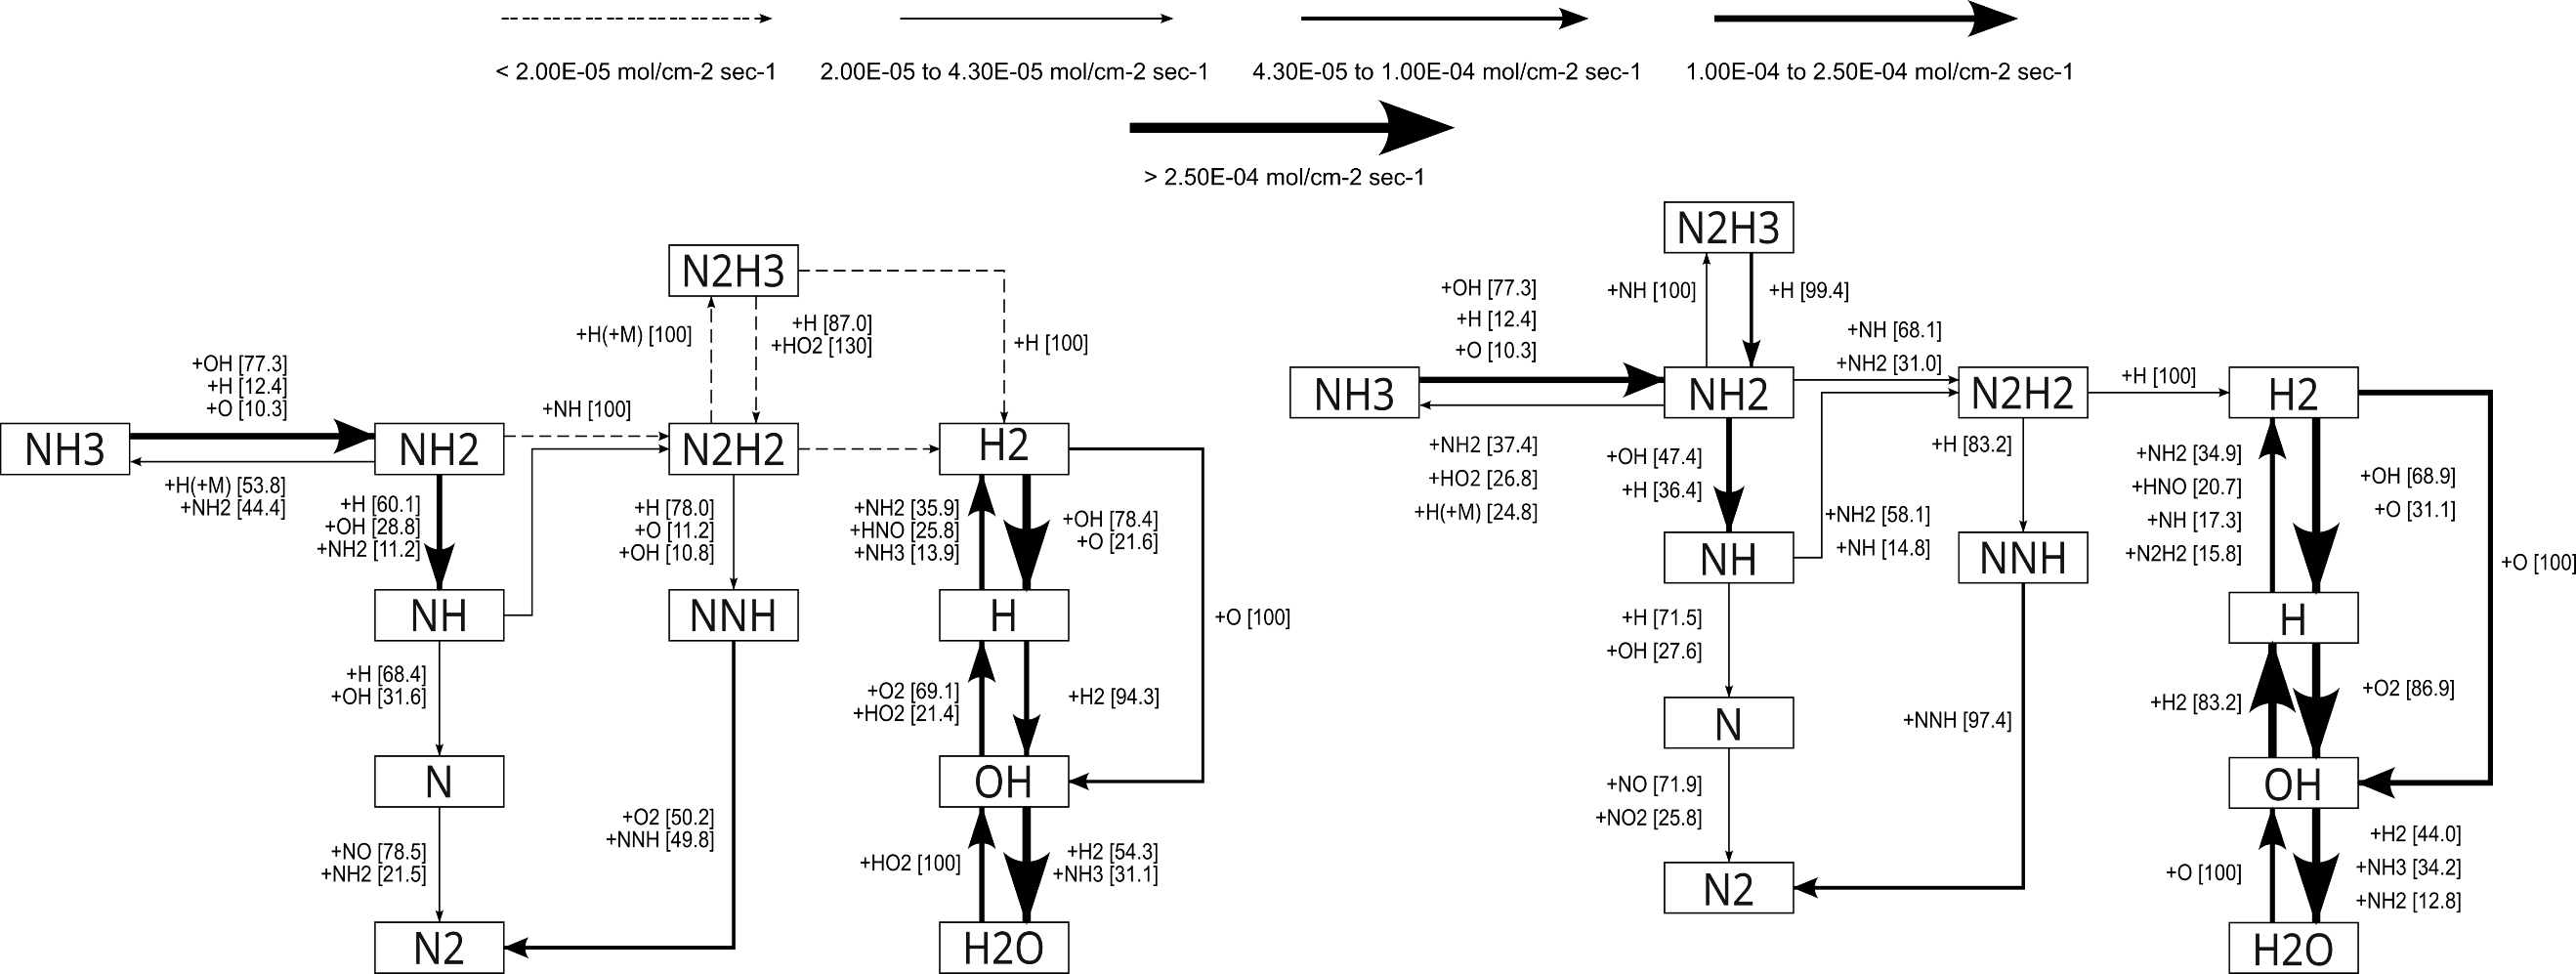 < 2.00E-05 mol/cm-2 sec-1
2.00E-05 to 4.30E-05 mol/cm-2 sec-1
4.30E-05 to 1.00E-04 mol/cm-2 sec-1
1.00E-04 to 2.50E-04 mol/cm-2 sec-1
> 2.50E-04 mol/cm-2 sec-1
N2H3
+H(+M) [100]
+H [87.0]
+HO2 [130]
+H [100]
+OH [77.3]
+H [12.4]
+O [10.3]
+NH [100]
NH3
NH2
N2H2
H2
+H(+M) [53.8]
+NH2 [44.4]
+H [60.1]
+OH [28.8]
+NH2 [11.2]
+H [78.0]
+O [11.2]
+OH [10.8]
+NH2 [35.9]
+HNO [25.8]
+NH3 [13.9]
+OH [78.4]
+O [21.6]
NH
NNH
H
+O [100]
+H [68.4]
+OH [31.6]
+O2 [69.1]
+HO2 [21.4]
+H2 [94.3]
N
OH
+NO [78.5]
+NH2 [21.5]
+O2 [50.2]
+NNH [49.8]
+HO2 [100]
+H2 [54.3]
+NH3 [31.1]
N2
H2O
N2H3
+NH [100]
+H [99.4]
+OH [77.3]
+H [12.4]
+O [10.3]
+NH [68.1]
+NH2 [31.0]
+H [100]
NH3
NH2
N2H2
H2
+NH2 [37.4]
+HO2 [26.8]
+H(+M) [24.8]
+OH [47.4]
+H [36.4]
+H [83.2]
+NH2 [58.1]
+NH [14.8]
+NH2 [34.9]
+HNO [20.7]
+NH [17.3]
+N2H2 [15.8]
+OH [68.9]
+O [31.1]
NH
NNH
+O [100]
H
+H [71.5]
+OH [27.6]
+H2 [83.2]
+O2 [86.9]
N
+NNH [97.4]
OH
+NO [71.9]
+NO2 [25.8]
+O [100]
+H2 [44.0]
+NH3 [34.2]
+NH2 [12.8]
N2
H2O